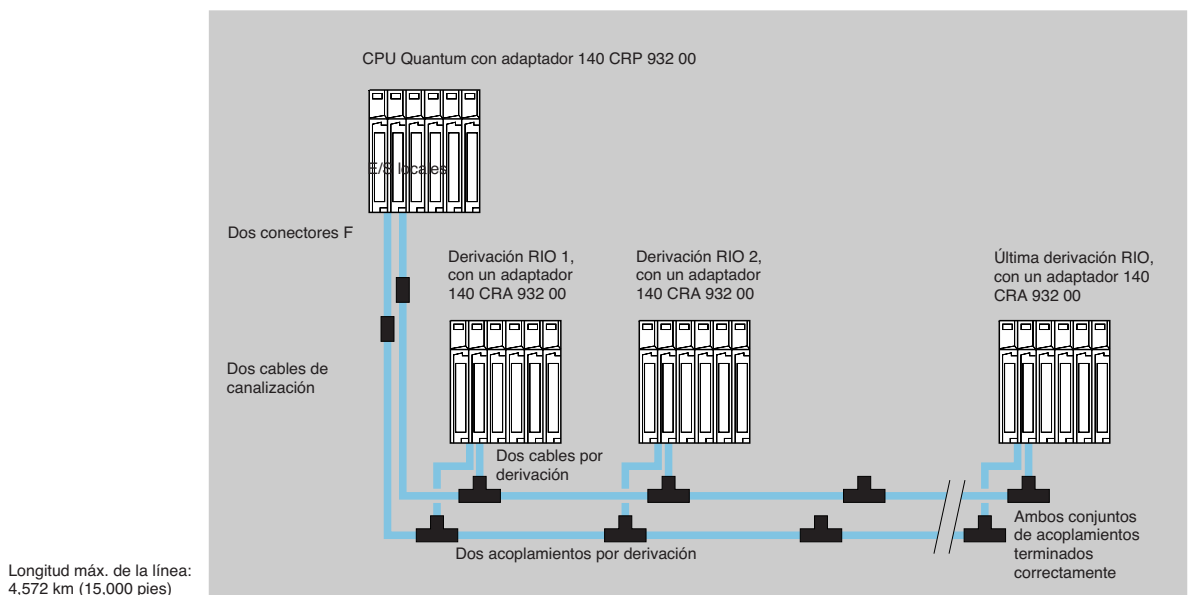 CPU Quantum con adaptador 140 CRP 932 00
E/S locales
Dos conectores F
Derivación RIO 1,
con un adaptador
140 CRA 932 00
Derivación RIO 2,
con un adaptador
140 CRA 932 00
Última derivación RIO,
con un adaptador 140
CRA 932 00
Dos cables de
canalización
Dos cables por
derivación
Dos acoplamientos por derivación
Ambos conjuntos
de acoplamientos
terminados
correctamente
Longitud máx. de la línea:
4,572 km (15,000 pies)